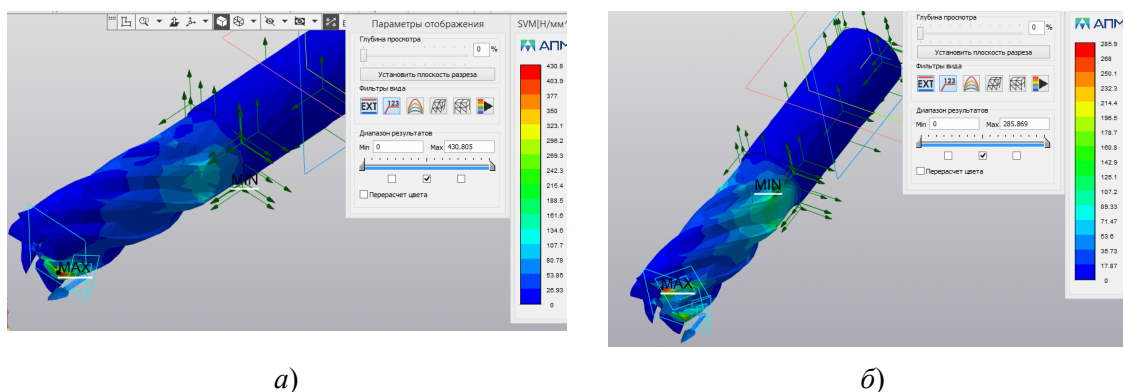 Параметры отображения
Глубина просмотра
0 %
Установить плоскость разреза
Фильтры вида
EXT 123
Диапазон результатов
Min 0 Max 430.805
Перерасчет цвета
SVM[Н/мм^
АПМ
430.8
403.9
377
350
323.1
296.2
269.3
242.3
215.4
188.5
161.6
134.6
107.7
80.78
53.85
26.93
0
MIN
MAX
а)
Глубина просмотра
0 %
Установить плоскость разреза
Фильтры вида
EXT 123
Диапазон результатов
Min 0 Max 285.869
Перерасчет цвета
АПМ
285.9
268
250.1
232.3
214.4
196.5
178.7
160.8
142.9
125.1
107.2
89.33
71.47
53.6
35.73
17.87
0
MIN
MAX
б)